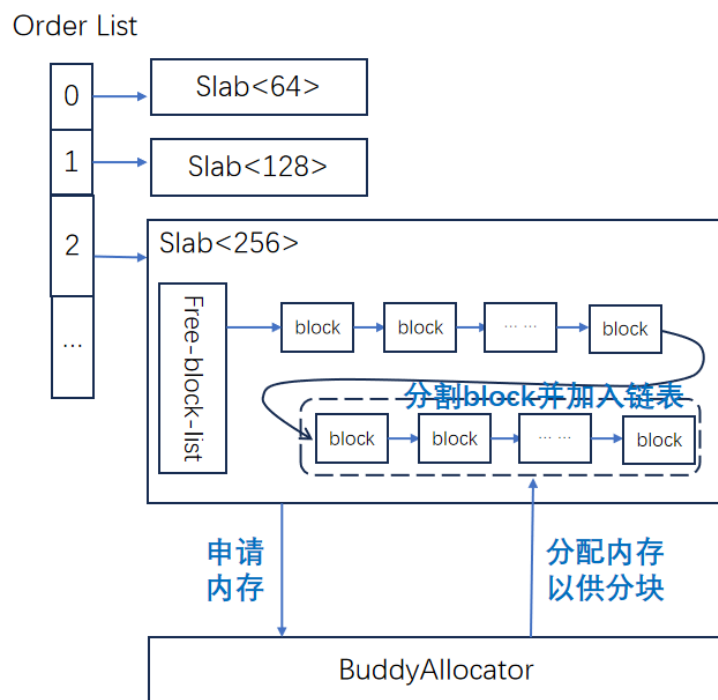 Order List
0
Slab<64>
1
Slab<128>
2
Slab<256>
...
Free-block-list
block
block
... ...
block
分割block并加入链表
block
block
... ...
block
申请
内存
分配内存
以供分块
BuddyAllocator